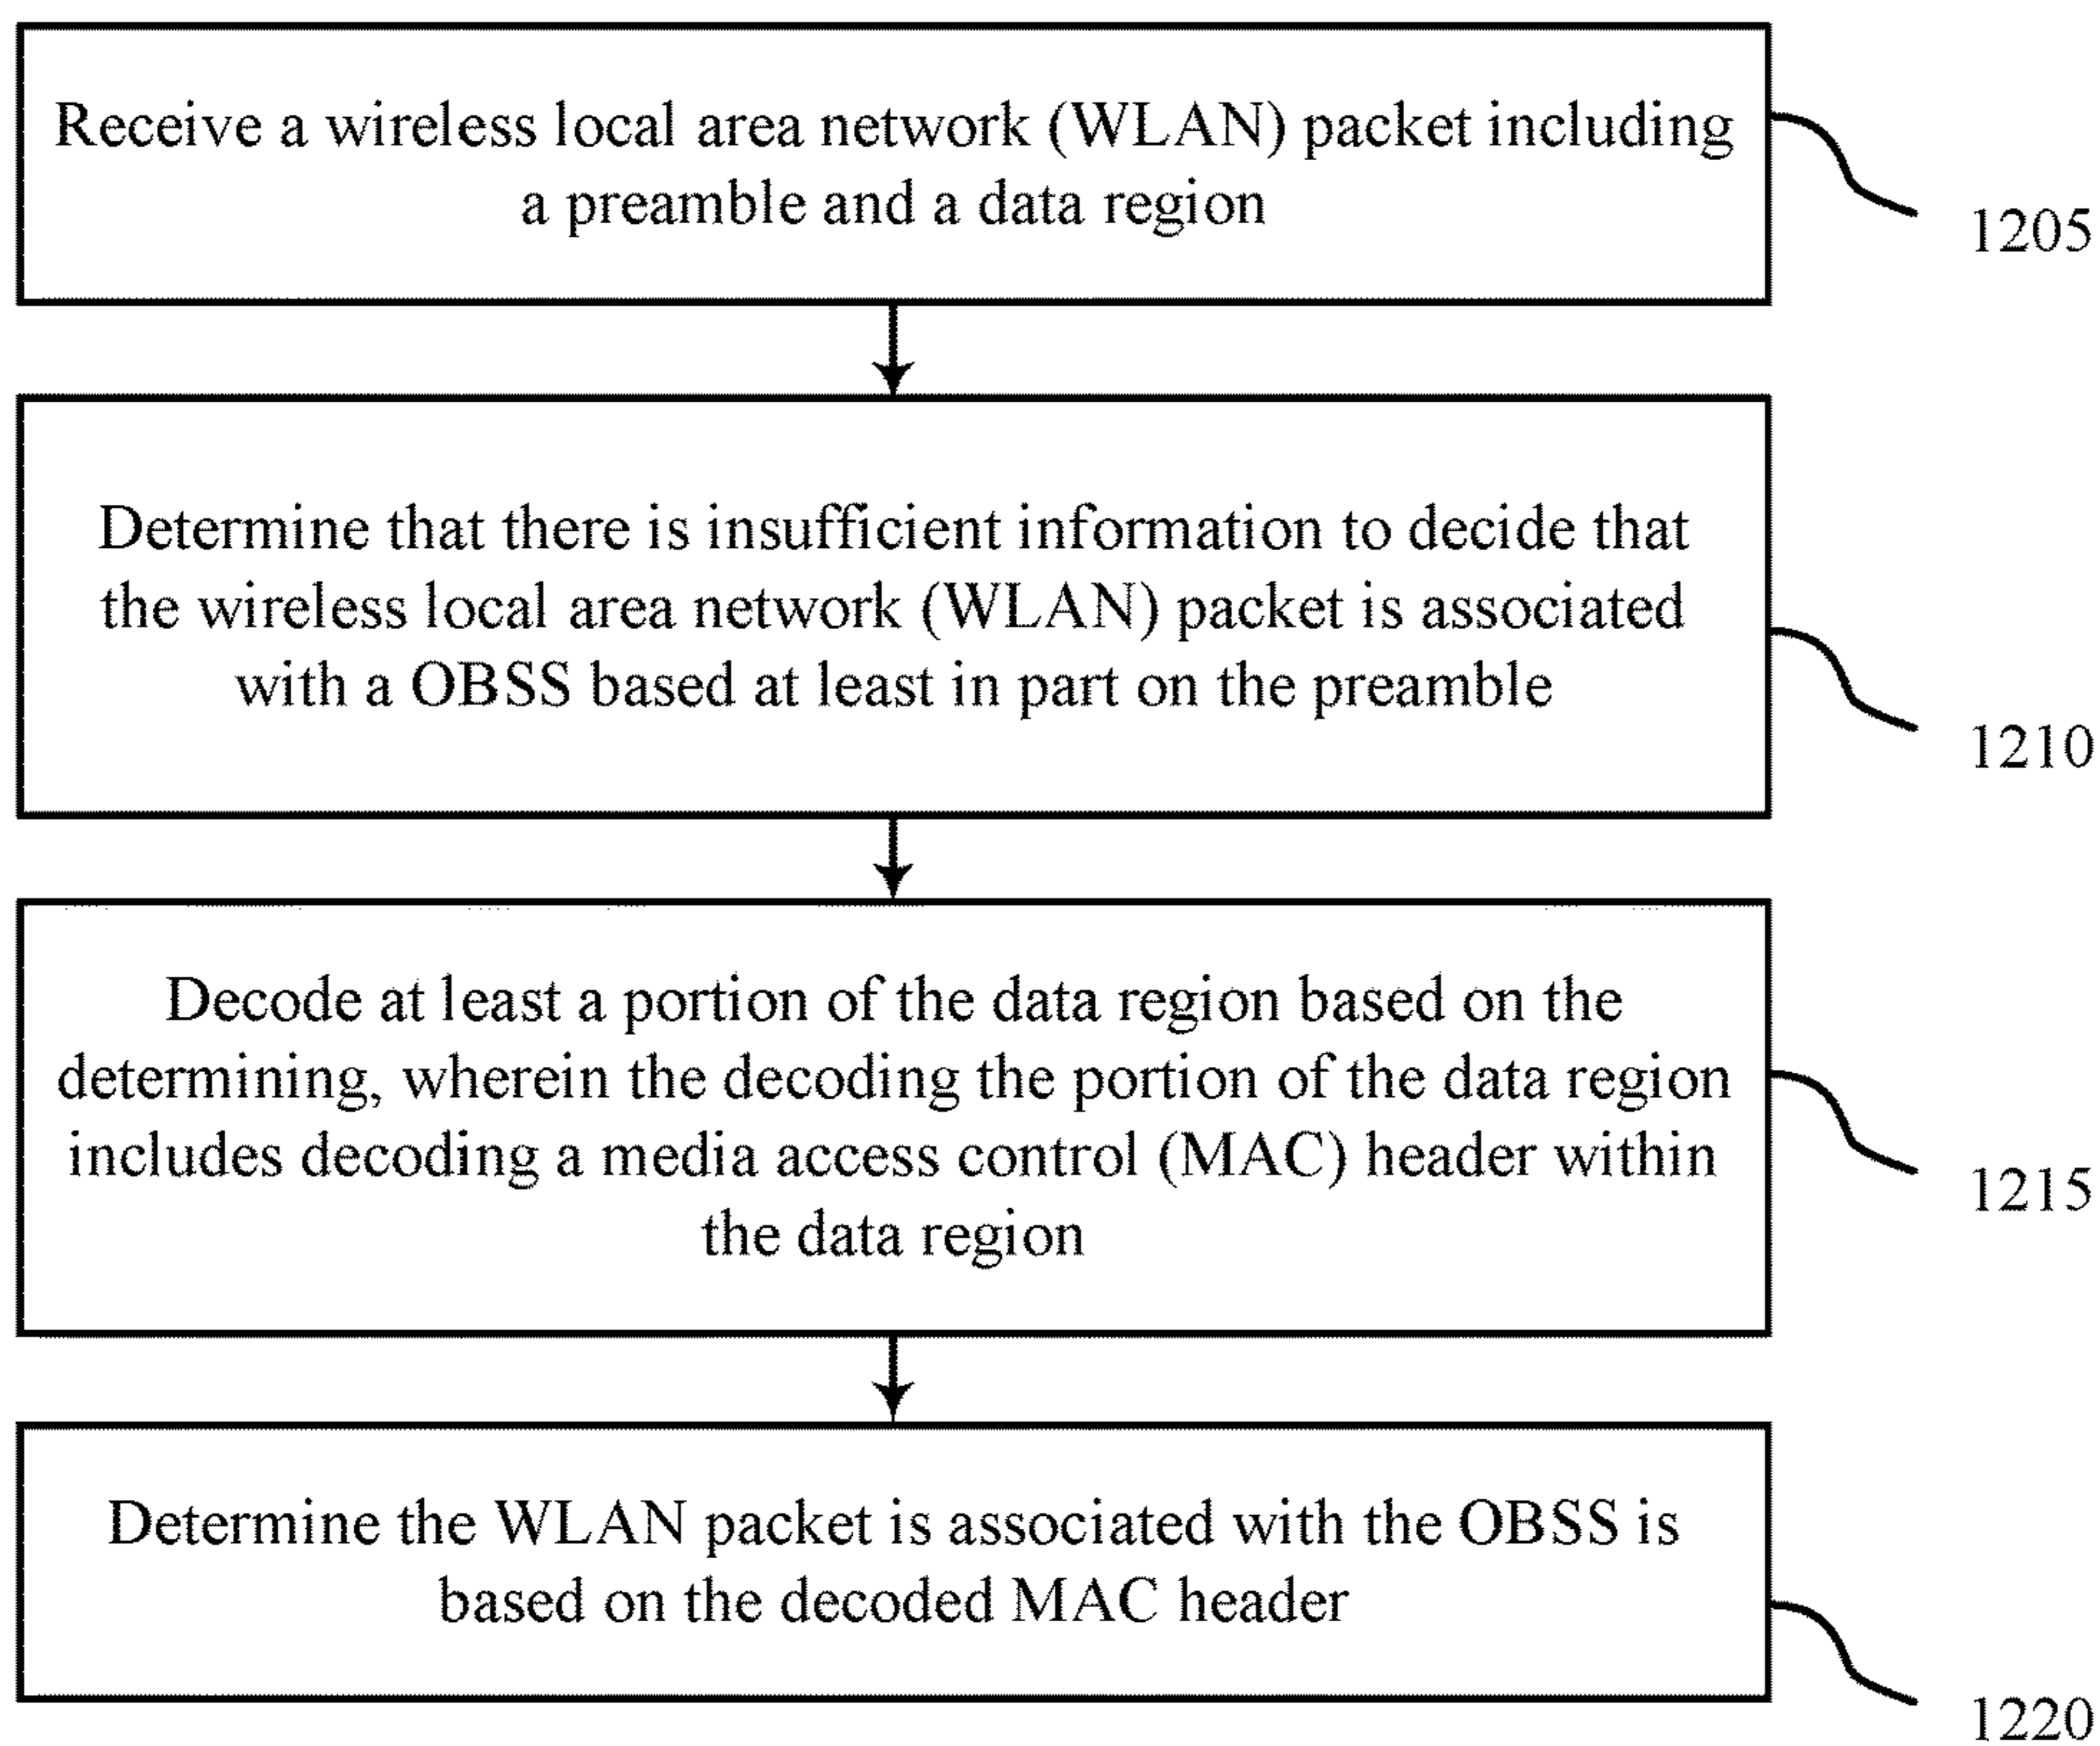 Receive a wireless local area network (WLAN) packet including
a preamble and a data region
1205
Determine that there is insufficient information to decide that
the wireless local area network (WLAN) packet is associated
with a OBSS based at least in part on the preamble
1210
Decode at least a portion of the data region based on the
determining, wherein the decoding the portion of the data region
includes decoding a media access control (MAC) header within
the data region
1215
Determine the WLAN packet is associated with the OBSS is
based on the decoded MAC header
1220